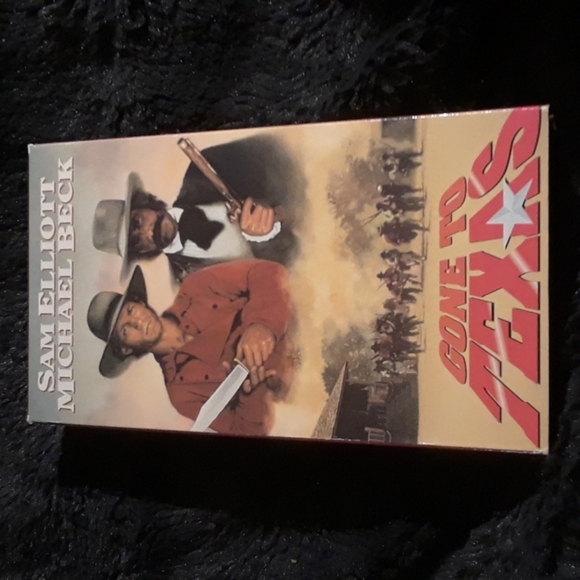 SAM ELLIOTT
MICHAEL BECK
GONE TO
TEXAS